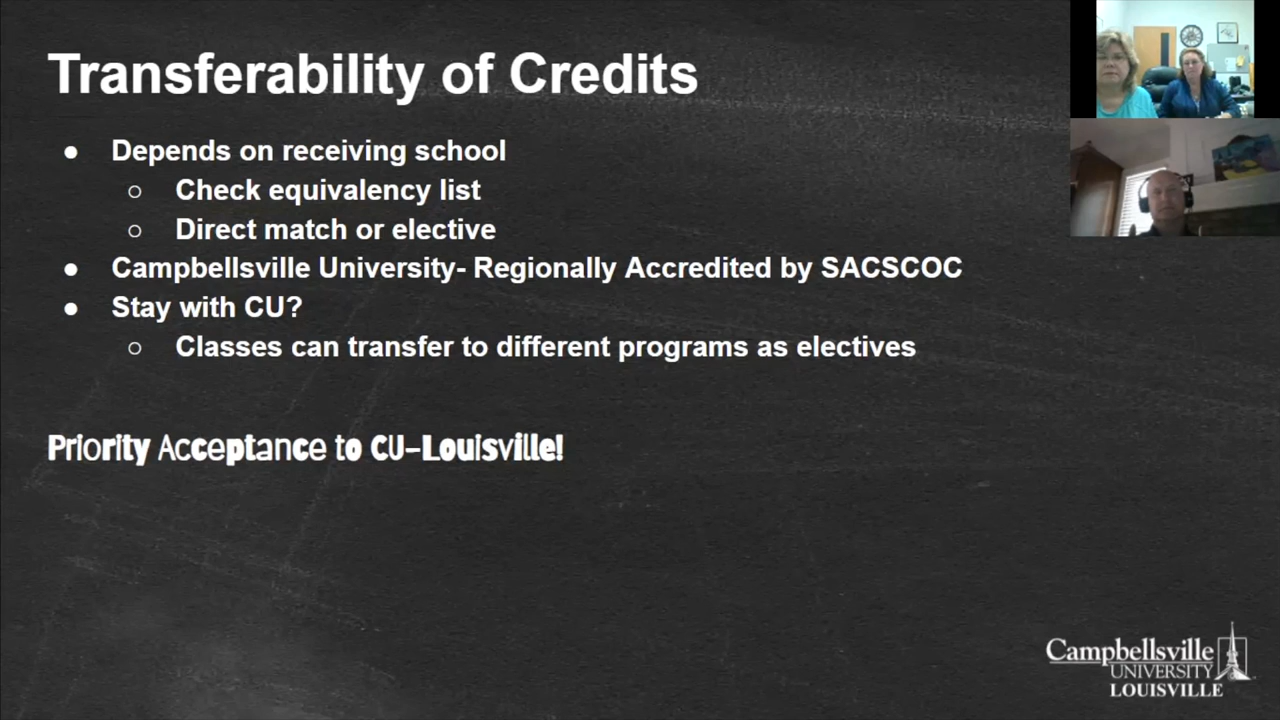 Transferability of Credits
● Depends on receiving school
○ Check equivalency list
○ Direct match or elective
● Campbellsville University- Regionally Accredited by SACSCOC
● Stay with CU?
○ Classes can transfer to different programs as electives
Priority Acceptance to CU-Louisville!
Campbellsville
UNIVERSITY
LOUISVILLE